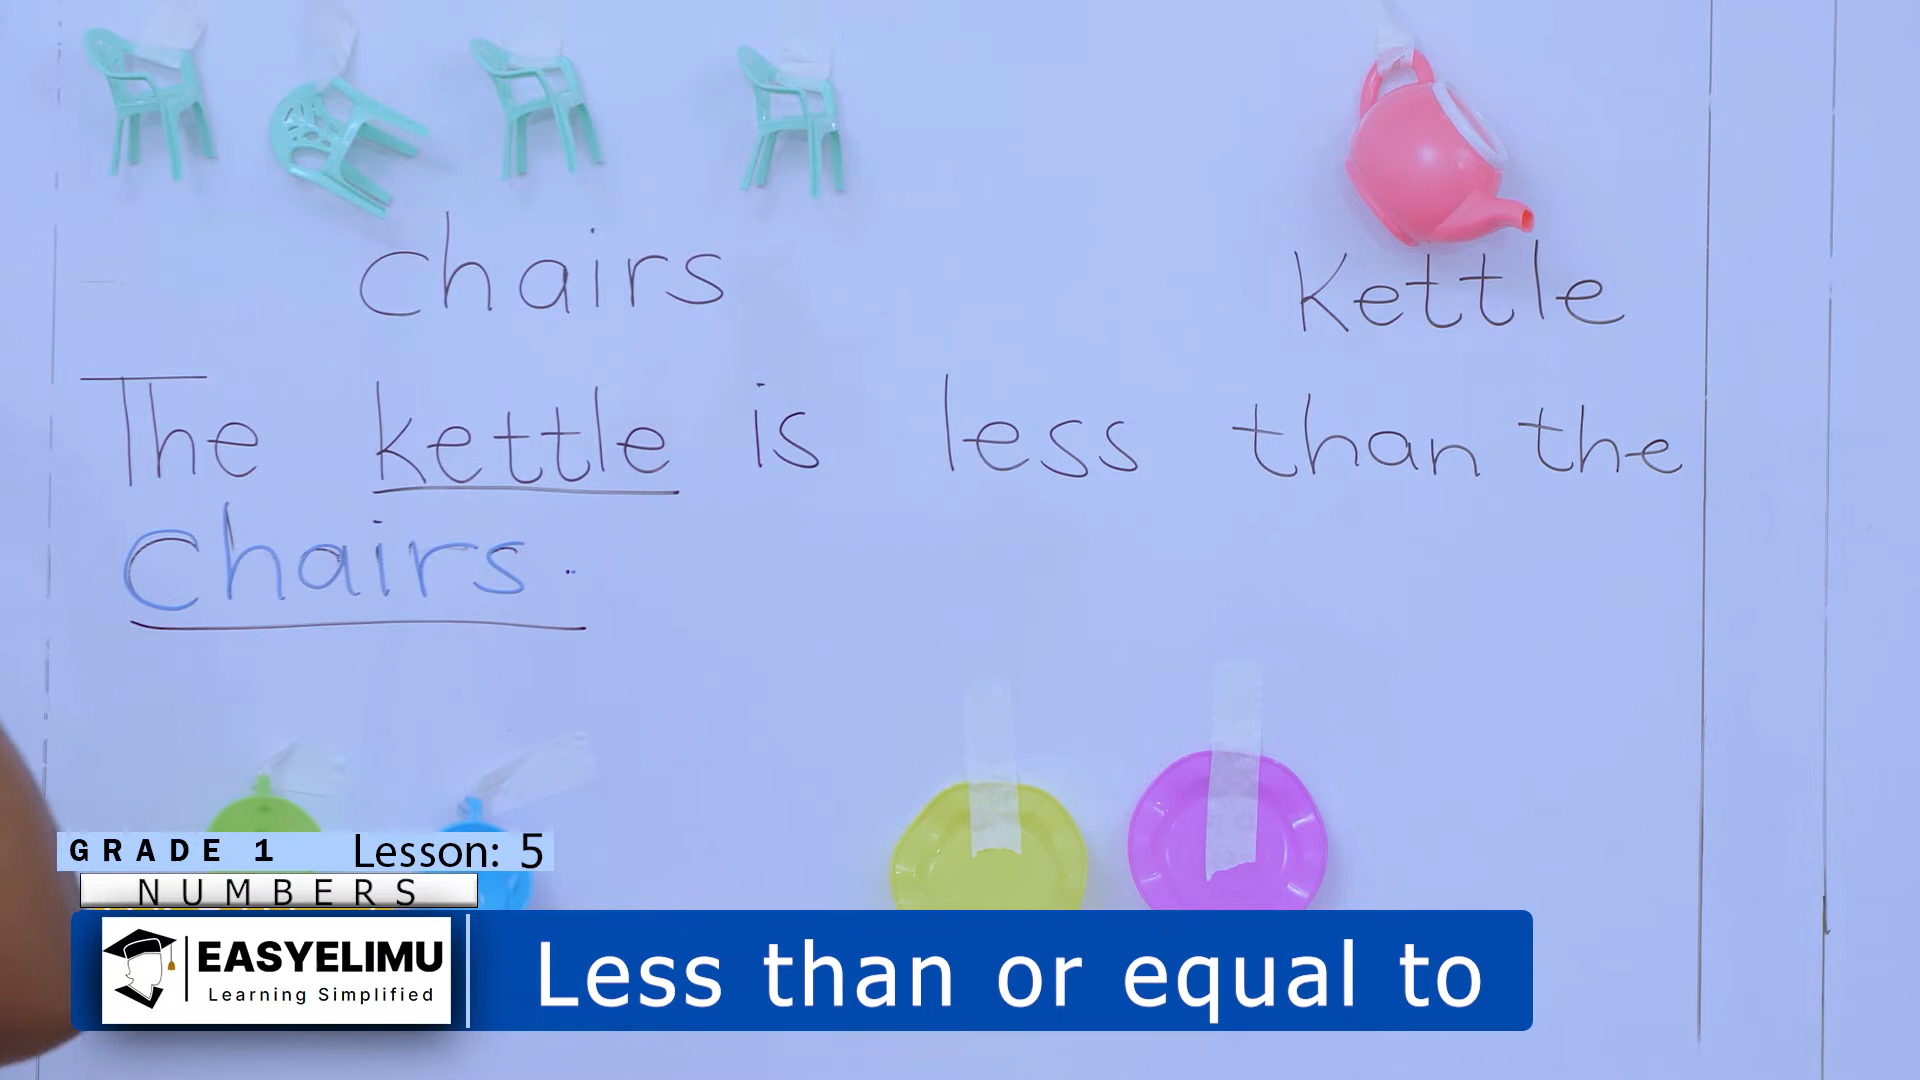 chairs
Kettle
The kettle is less than the
Chairs.
GRADE 1 Lesson: 5
NUMBERS
EASYELIMU
Learning Simplified
Less than or equal to